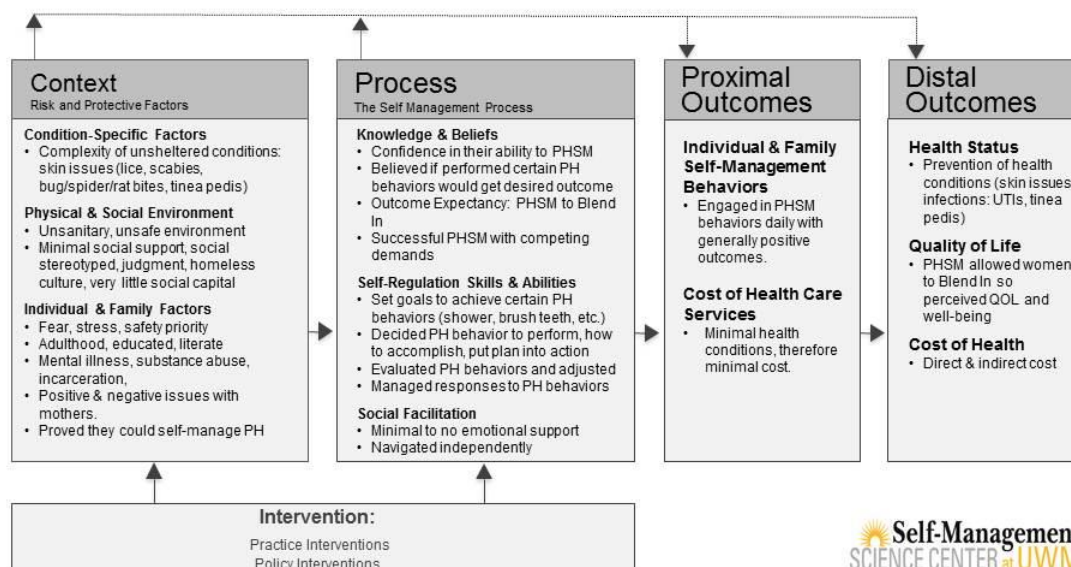 Context
Risk and Protective Factors
Condition-Specific Factors
• Complexity of unsheltered conditions:
skin issues (lice, scabies,
bug/spider/rat bites, tinea pedis)
Physical & Social Environment
• Unsanitary, unsafe environment
• Minimal social support, social
stereotyped, judgment, homeless
culture, very little social capital
Individual & Family Factors
• Fear, stress, safety priority
• Adulthood, educated, literate
• Mental illness, substance abuse,
incarceration,
• Positive & negative issues with
mothers.
• Proved they could self-manage PH
Process
The Self Management Process
Knowledge & Beliefs
• Confidence in their ability to PHSM
• Believed if performed certain PH
behaviors would get desired outcome
• Outcome Expectancy: PHSM to Blend
In
• Successful PHSM with competing
demands
Self-Regulation Skills & Abilities
• Set goals to achieve certain PH
behaviors (shower, brush teeth, etc.)
• Decided PH behavior to perform, how
to accomplish, put plan into action
• Evaluated PH behaviors and adjusted
• Managed responses to PH behaviors
Social Facilitation
• Minimal to no emotional support
• Navigated independently
Proximal
Outcomes
Individual & Family
Self-Management
Behaviors
• Engaged in PHSM
behaviors daily with
generally positive
outcomes.
Cost of Health Care
Services
• Minimal health
conditions, therefore
minimal cost.
Distal
Outcomes
Health Status
• Prevention of health
conditions (skin issues
infections: UTIs, tinea
pedis)
Quality of Life
• PHSM allowed women
to Blend In so
perceived QOL and
well-being
Cost of Health
• Direct & indirect cost
Intervention:
Practice Interventions
Policy Interventions
Self-Managemen
SCIENCE CENTER at UWM